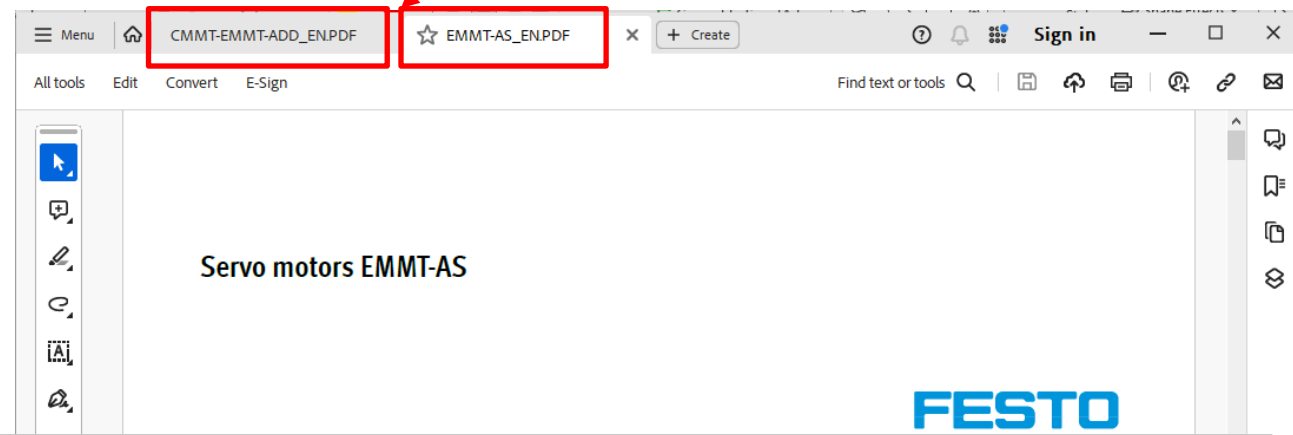 Menu CMMT-EMMT-ADD_EN.PDF EMMT-AS_EN.PDF + Create Sign in
All tools Edit Convert E-Sign Find text or tools
Servo motors EMMT-AS
FESTO